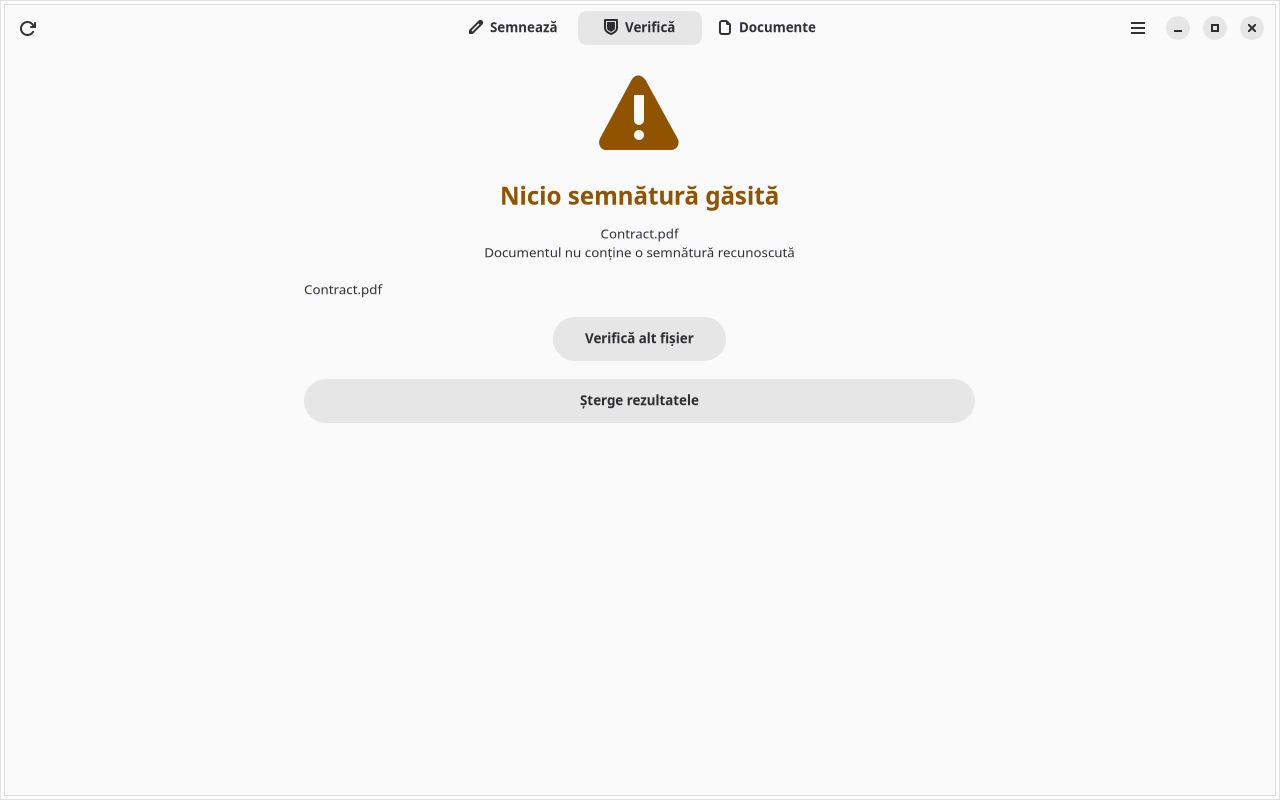 Semnează
Verifică
Documente
Nicio semnătură găsită
Contract.pdf
Documentul nu conține o semnătură recunoscută
Contract.pdf
Verifică alt fișier
Șterge rezultatele